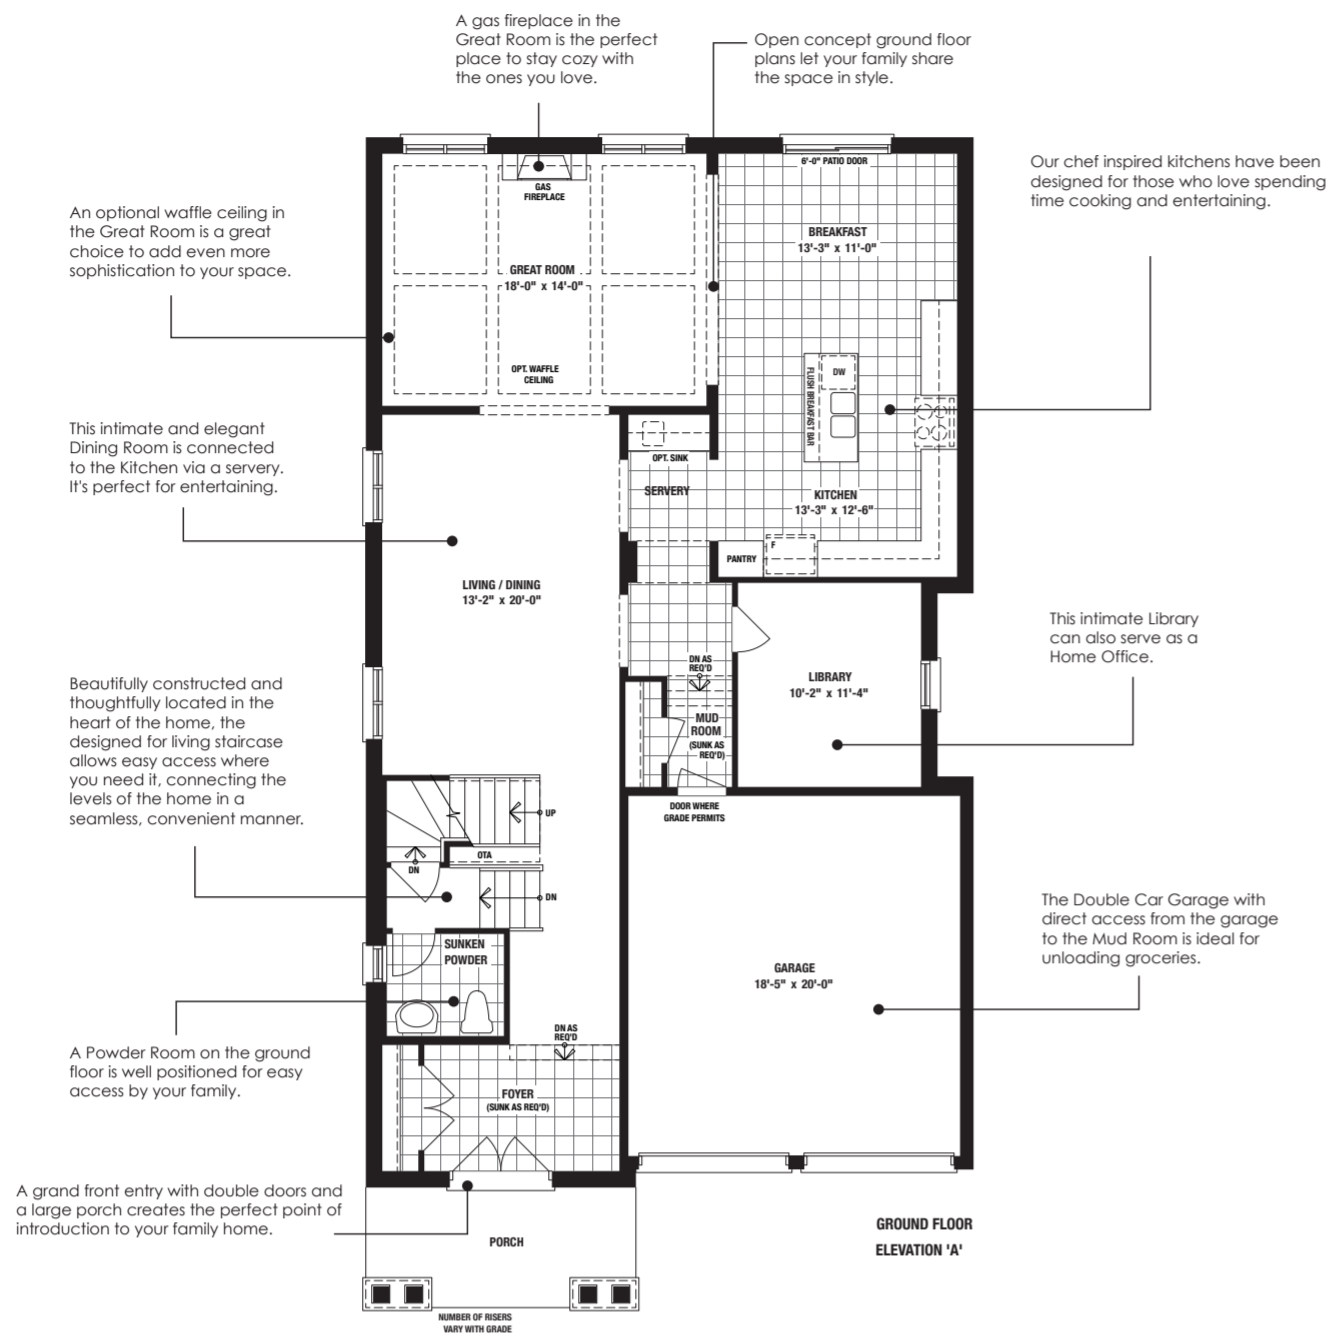 A gas fireplace in the
Great Room is the perfect
place to stay cozy with
the ones you love.
Open concept ground floor
plans let your family share
the space in style.
Our chef inspired kitchens have been
designed for those who love spending
time cooking and entertaining.
An optional waffle ceiling in
the Great Room is a great
choice to add even more
sophistication to your space.
6'-0" PATIO DOOR
GAS
FIREPLACE
BREAKFAST
13'-3" x 11'-0"
GREAT ROOM
18'-0" x 14'-0"
OPT. WAFFLE
CEILING
DW
FLUSH BREAKFAST BAR
This intimate and elegant
Dining Room is connected
to the Kitchen via a servery.
It's perfect for entertaining.
OPT. SINK
SERVERY
KITCHEN
13'-3" x 12'-6"
F
PANTRY
LIVING / DINING
13'-2" x 20'-0"
This intimate Library
can also serve as a
Home Office.
DN AS
REQ'D
LIBRARY
10'-2" x 11'-4"
MUD
ROOM
(SUNK AS
REQ'D)
Beautifully constructed and
thoughtfully located in the
heart of the home, the
designed for living staircase
allows easy access where
you need it, connecting the
levels of the home in a
seamless, convenient manner.
DOOR WHERE
GRADE PERMITS
UP
OTA
DN
DN
The Double Car Garage with
direct access from the garage
to the Mud Room is ideal for
unloading groceries.
SUNKEN
POWDER
GARAGE
18'-5" x 20'-0"
DN AS
REQ'D
A Powder Room on the ground
floor is well positioned for easy
access by your family.
FOYER
(SUNK AS REQ'D)
A grand front entry with double doors and
a large porch creates the perfect point of
introduction to your family home.
PORCH
GROUND FLOOR
ELEVATION 'A'
NUMBER OF RISERS
VARY WITH GRADE